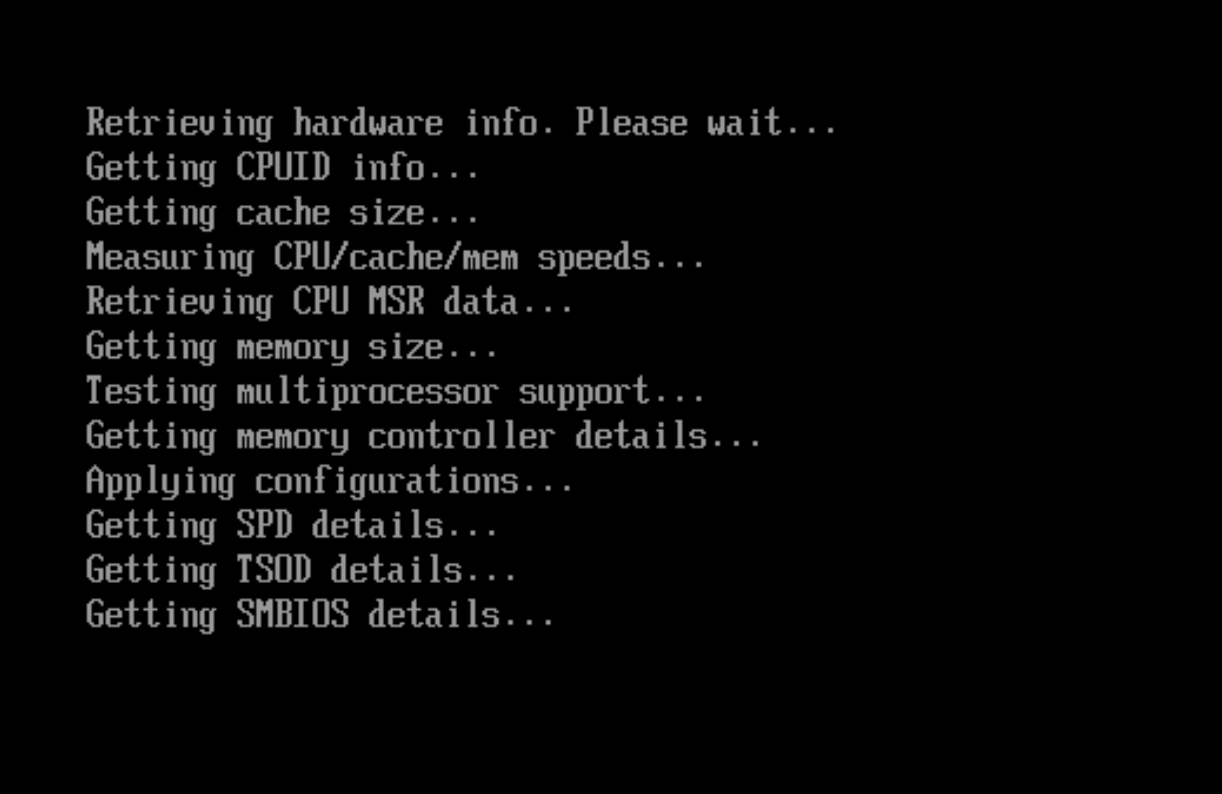 Retrieving hardware info. Please wait...
Getting CPUID info...
Getting cache size...
Measuring CPU/cache/mem speeds...
Retrieving CPU MSR data...
Getting memory size...
Testing multiprocessor support...
Getting memory controller details...
Applying configurations...
Getting SPD details...
Getting TSOD details...
Getting SMBIOS details...